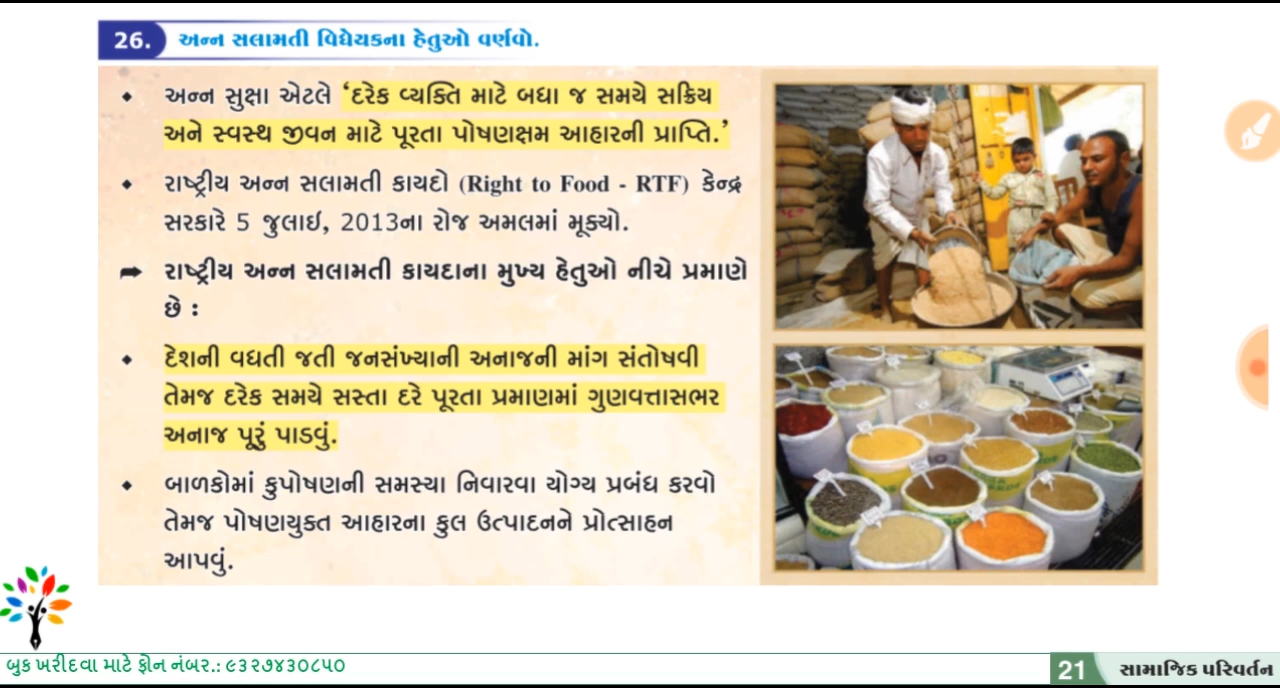 26. અન્ન સલામતી વિધેયકના હેતુઓ વર્ણવો.
• અન્ન સુક્ષા એટલે ‘દરેક વ્યક્તિ માટે બધા જ સમયે સક્રિય
અને સ્વસ્થ જીવન માટે પૂરતા પોષણક્ષમ આહારની પ્રાપ્તિ.’
• રાષ્ટ્રીય અન્ન સલામતી કાયદો (Right to Food - RTF) કેન્દ્ર
સરકારે 5 જુલાઇ, 2013ના રોજ અમલમાં મૂક્યો.
➡ રાષ્ટ્રીય અન્ન સલામતી કાયદાના મુખ્ય હેતુઓ નીચે પ્રમાણે
છે :
• દેશની વધતી જતી જનસંખ્યાની અનાજની માંગ સંતોષવી
તેમજ દરેક સમયે સસ્તા દરે પૂરતા પ્રમાણમાં ગુણવત્તાસભર
અનાજ પૂરું પાડવું.
• બાળકોમાં કુપોષણની સમસ્યા નિવારવા યોગ્ય પ્રબંધ કરવો
તેમજ પોષણયુક્ત આહારના કુલ ઉત્પાદનને પ્રોત્સાહન
આપવું.
બુક ખરીદવા માટે ફોન નંબર.: ૯૩૨૭૪૩૦૮૫૦
21 સામાજિક પરિવર્તન